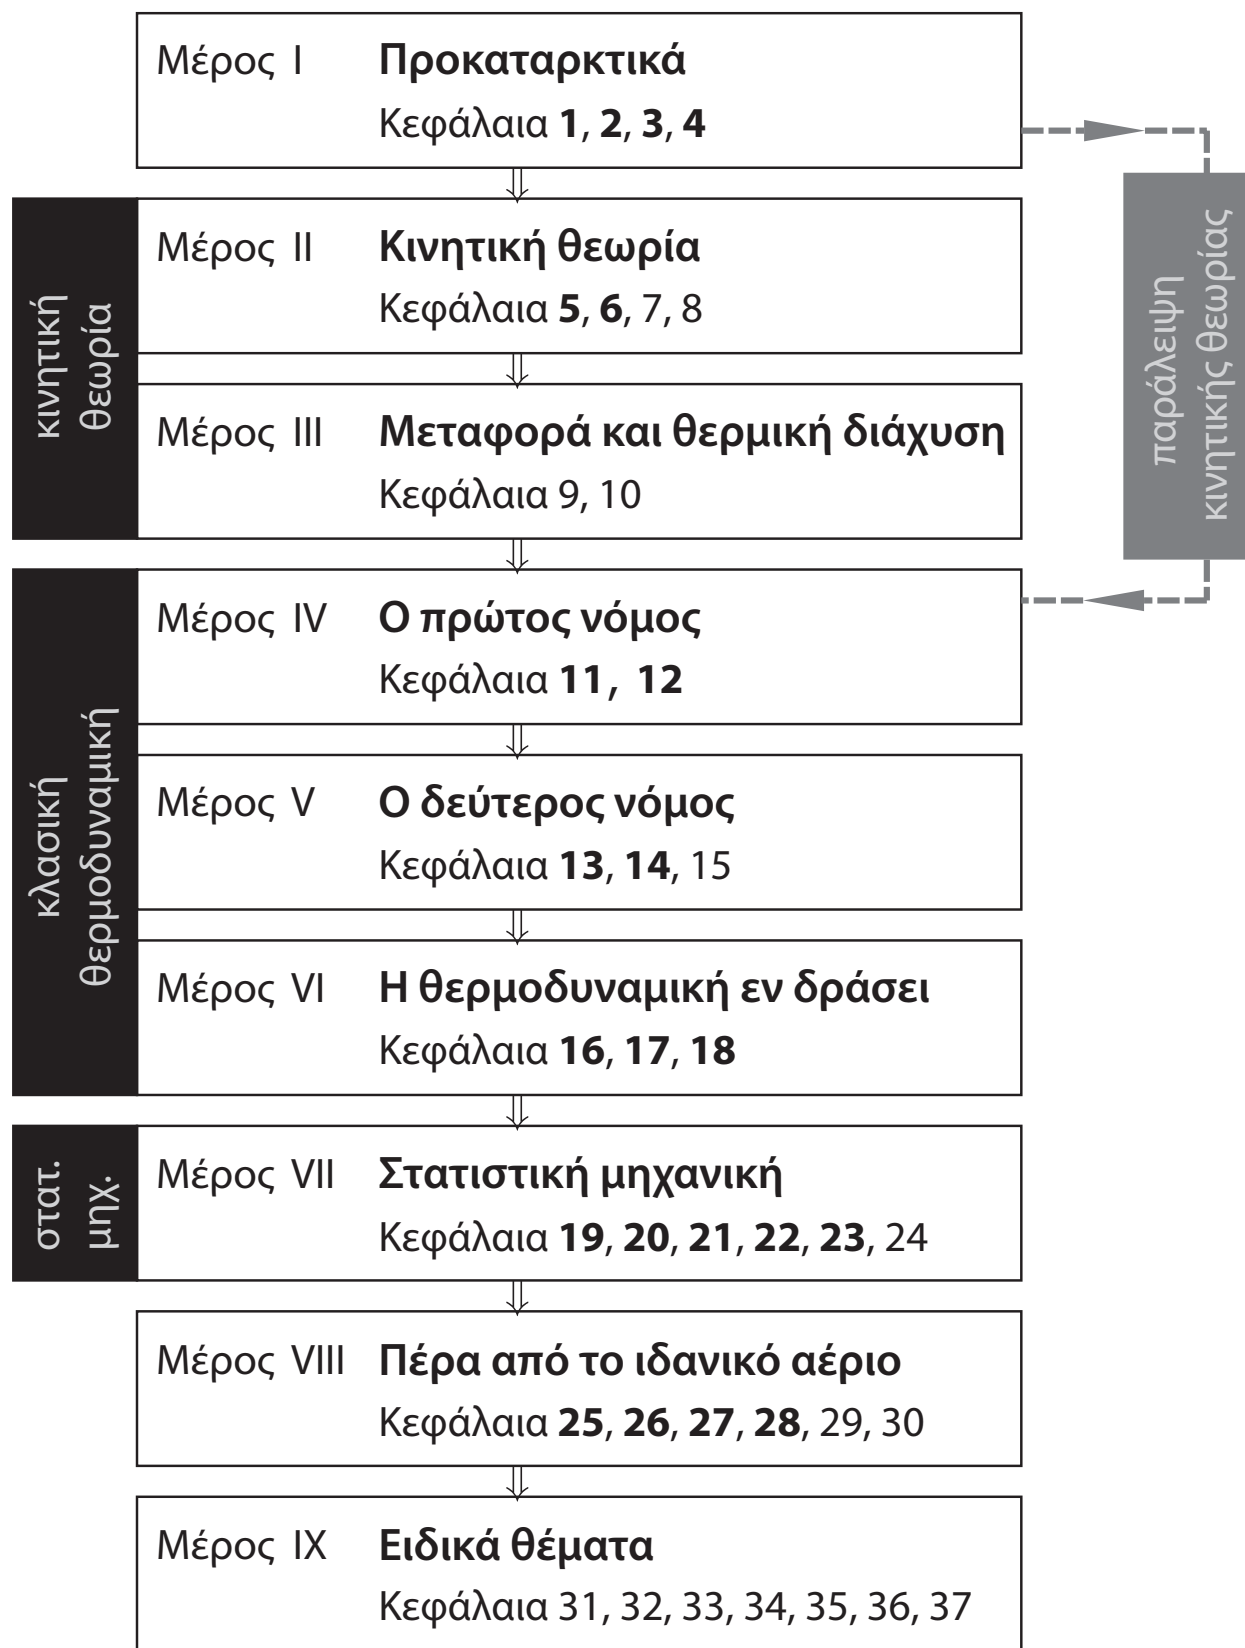 Μέρος I Προκαταρκτικά
Κεφάλαια 1, 2, 3, 4
παράλειψη
κινητικής θεωρίας
κινητική
θεωρία
Μέρος II Κινητική θεωρία
Κεφάλαια 5, 6, 7, 8
Μέρος III Μεταφορά και θερμική διάχυση
Κεφάλαια 9, 10
κλασική
θερμοδυναμική
Μέρος IV Ο πρώτος νόμος
Κεφάλαια 11, 12
Μέρος V Ο δεύτερος νόμος
Κεφάλαια 13, 14, 15
Μέρος VI Η θερμοδυναμική εν δράσει
Κεφάλαια 16, 17, 18
στατ.
μηχ.
Μέρος VII Στατιστική μηχανική
Κεφάλαια 19, 20, 21, 22, 23, 24
Μέρος VIII Πέρα από το ιδανικό αέριο
Κεφάλαια 25, 26, 27, 28, 29, 30
Μέρος IX Ειδικά θέματα
Κεφάλαια 31, 32, 33, 34, 35, 36, 37